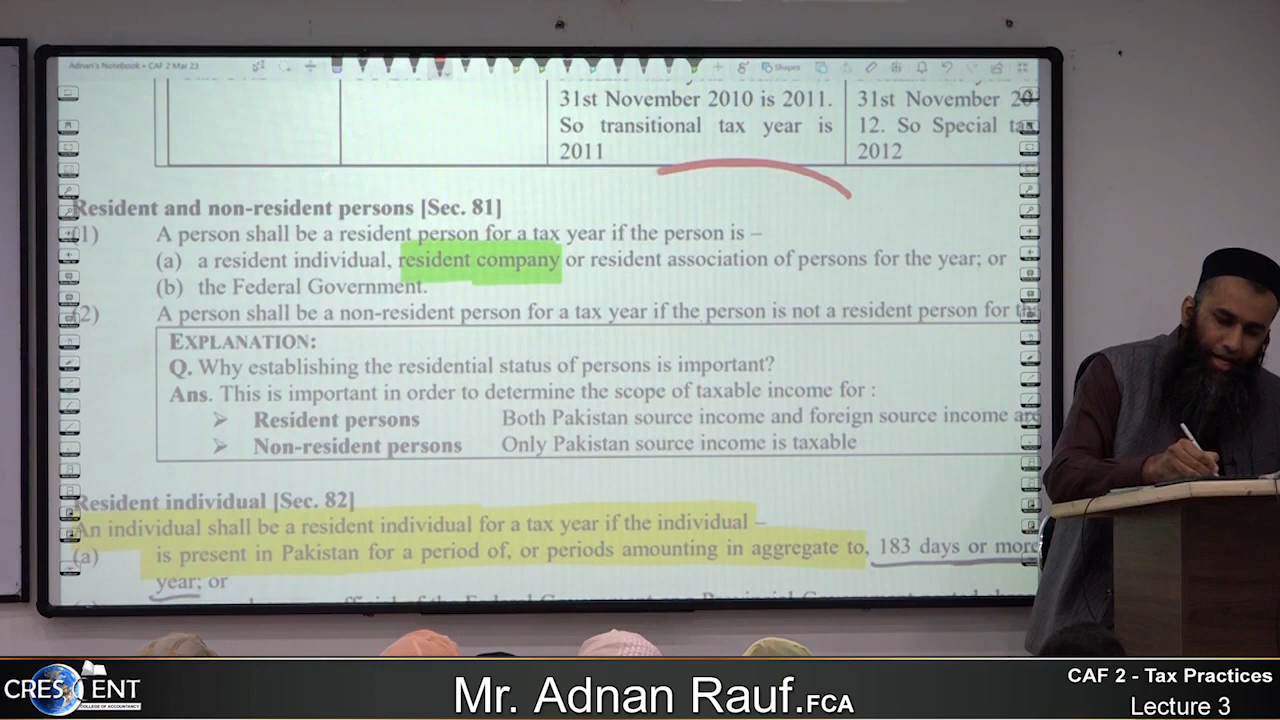 Adnan's Notebook » CAF 2 Mar 23
Shapes
31st November 2010 is 2011.
So transitional tax year is
2011
31st November 20
12. So Special tax
2012
Resident and non-resident persons [Sec. 81]
(1) A person shall be a resident person for a tax year if the person is –
(a) a resident individual, resident company or resident association of persons for the year; or
(b) the Federal Government.
(2) A person shall be a non-resident person for a tax year if the person is not a resident person for
EXPLANATION:
Q. Why establishing the residential status of persons is important?
Ans. This is important in order to determine the scope of taxable income for :
➢ Resident persons Both Pakistan source income and foreign source income are
➢ Non-resident persons Only Pakistan source income is taxable
Resident individual [Sec. 82]
An individual shall be a resident individual for a tax year if the individual –
(a) is present in Pakistan for a period of, or periods amounting in aggregate to, 183 days or more
year; or
CRESCENT
COLLEGE OF ACCOUNTANCY
Mr. Adnan Rauf.FCA
CAF 2 - Tax Practices
Lecture 3